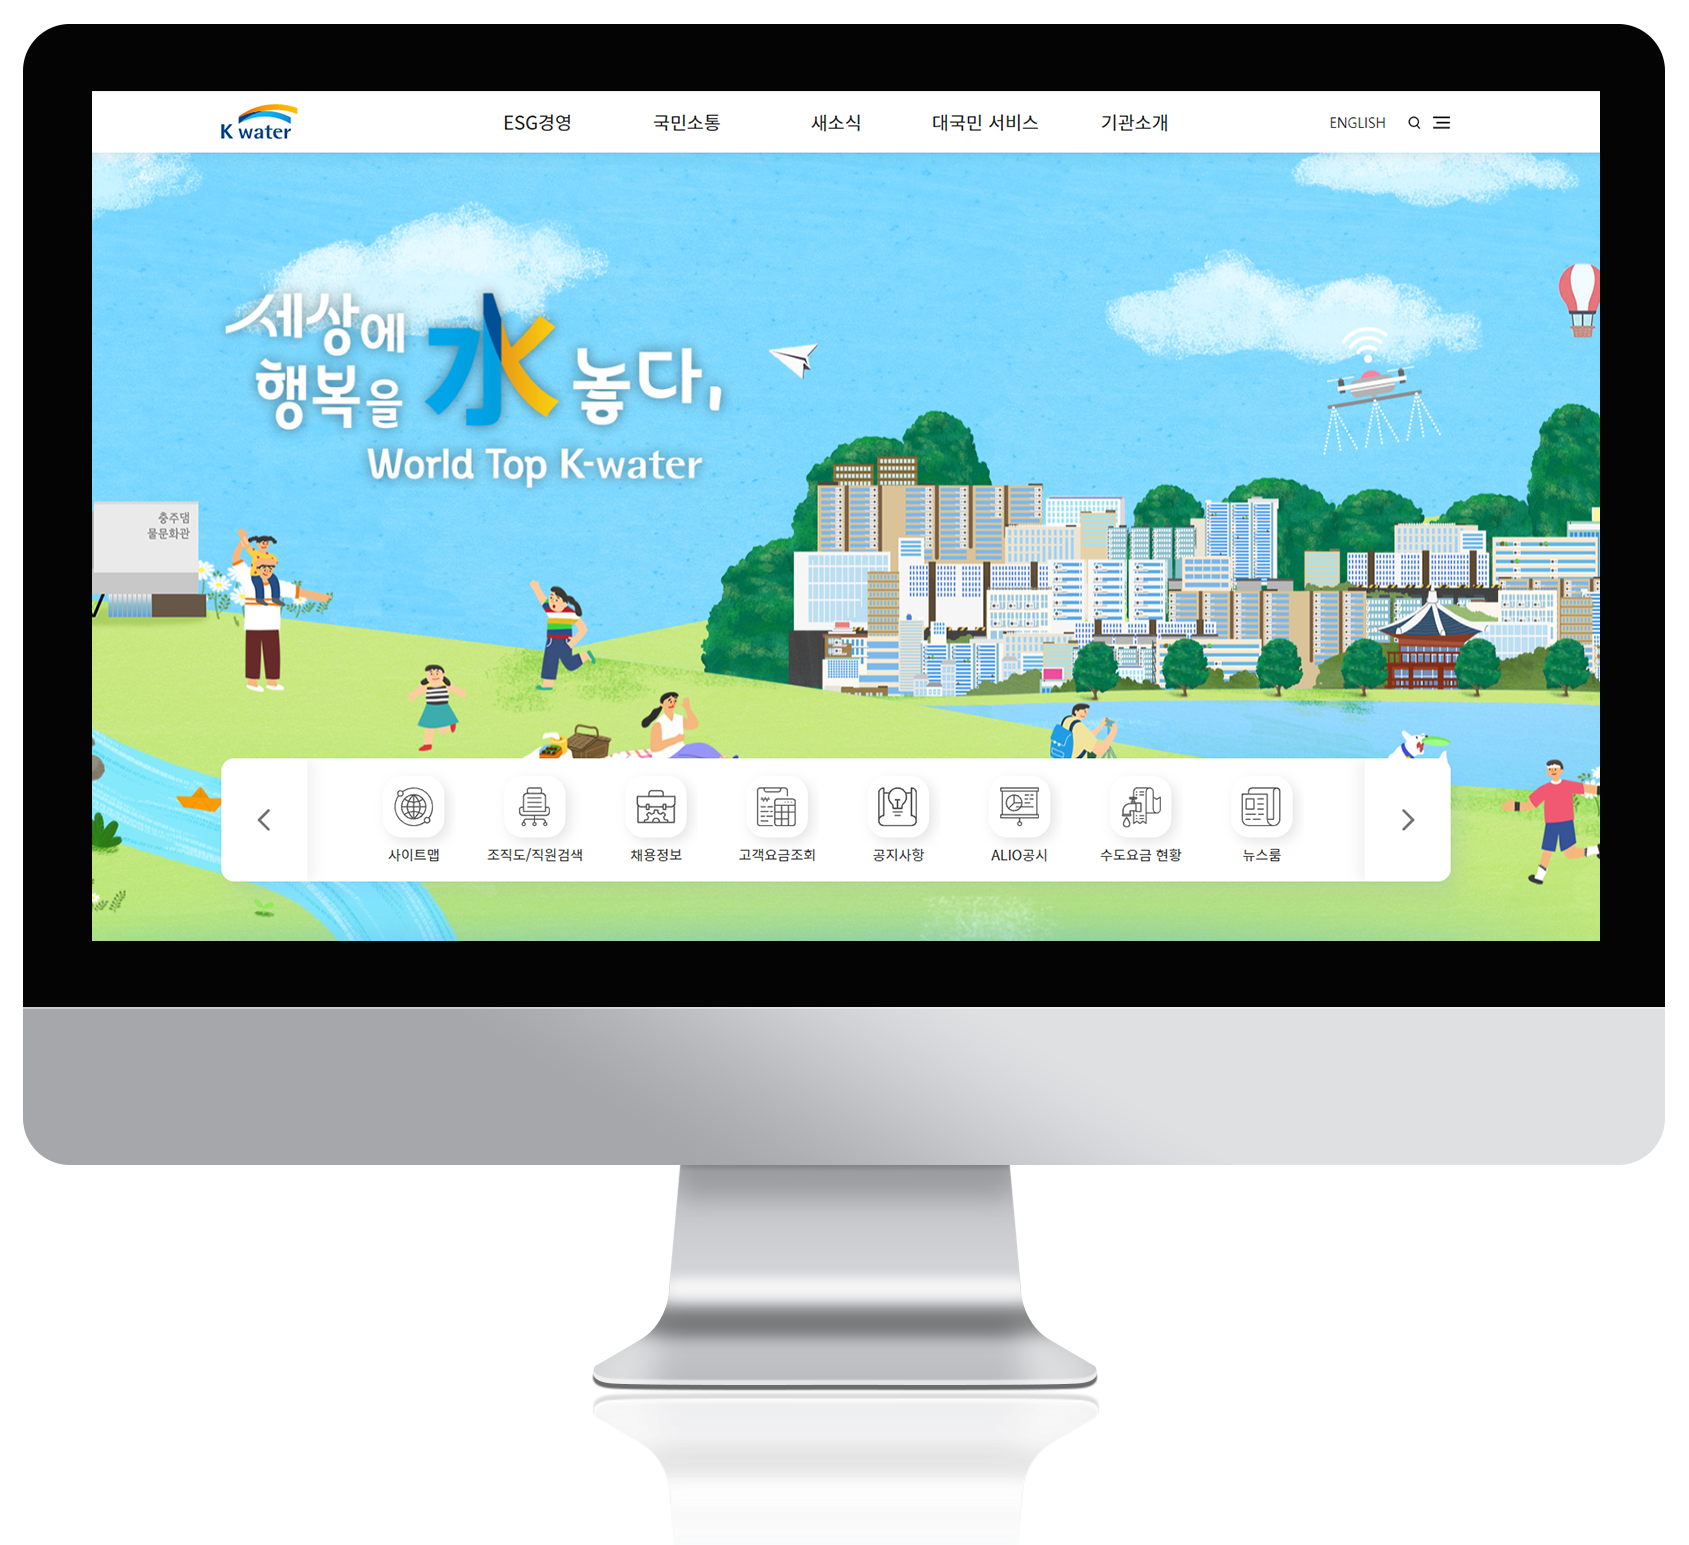 K water
ESG경영 국민소통 새소식 대국민 서비스 기관소개 ENGLISH
세상에
행복을 水 놓다,
World Top K-water
충주댐
물문화관
사이트맵 조직도/직원검색 채용정보 고객요금조회 공지사항 ALIO공시 수도요금 현황 뉴스룸